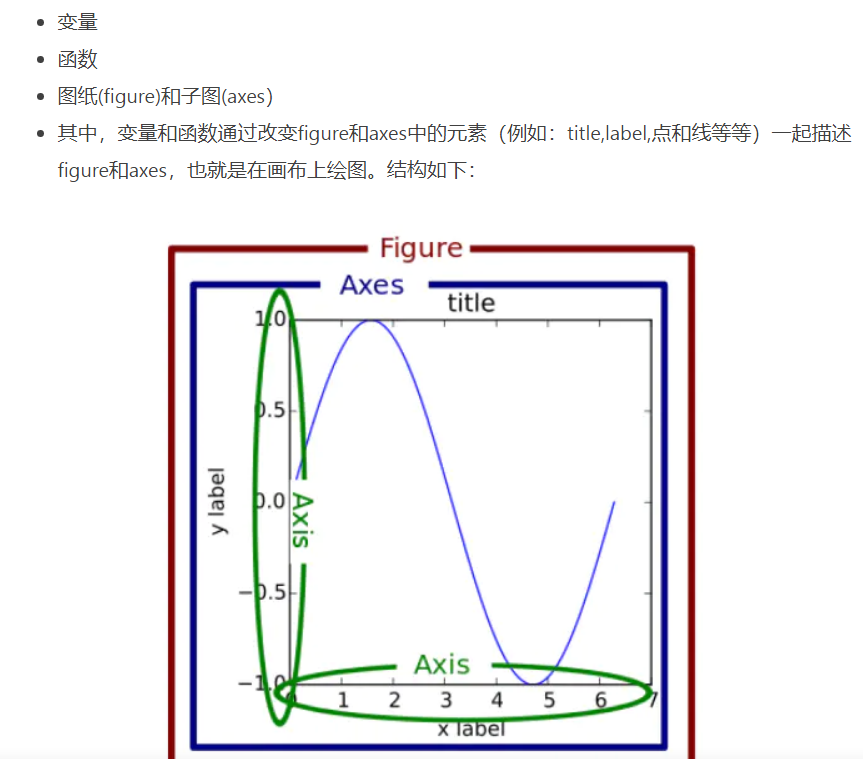 变量
函数
图纸(figure)和子图(axes)
其中，变量和函数通过改变figure和axes中的元素（例如：title,label,点和线等等）一起描述
figure和axes，也就是在画布上绘图。结构如下：
Figure
Axes
title
1.0
0.5
y label
0.0
Axis
−0.5
Axis
−1.0
0 1 2 3 4 5 6 7
x label